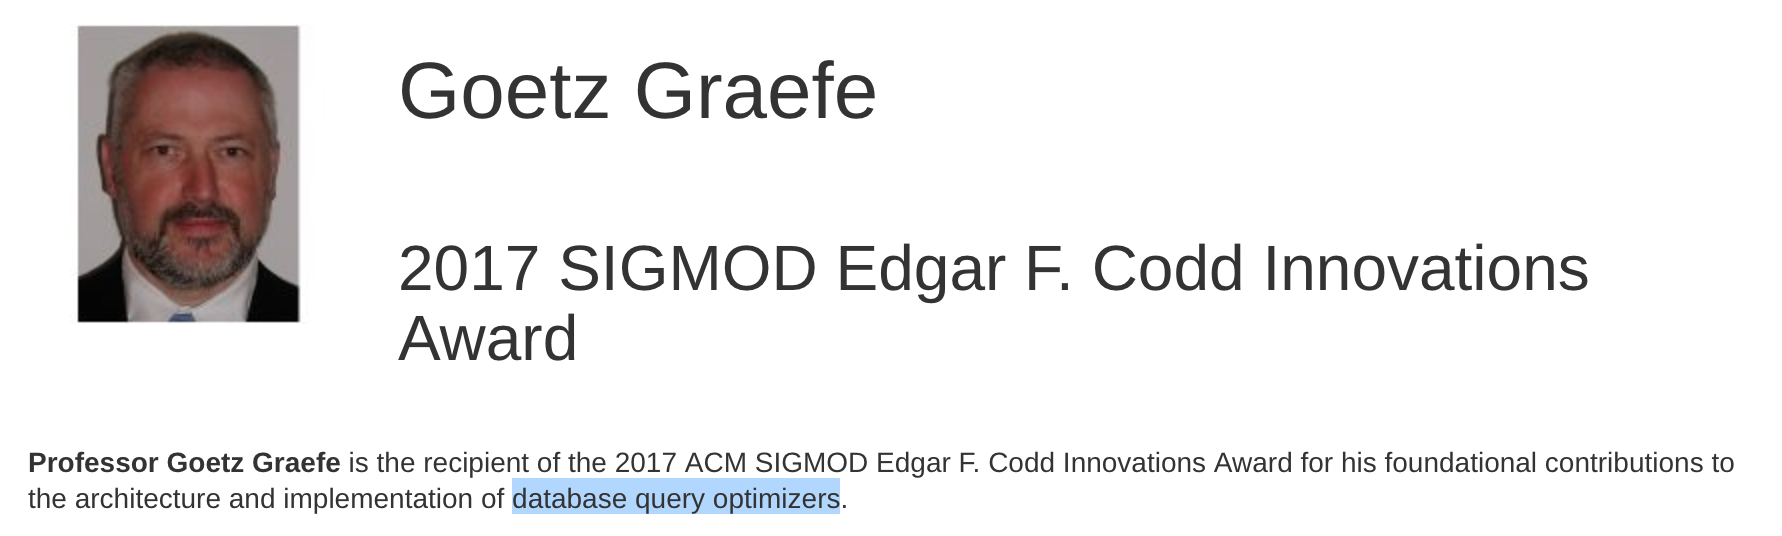 Goetz Graefe
2017 SIGMOD Edgar F. Codd Innovations
Award
Professor Goetz Graefe is the recipient of the 2017 ACM SIGMOD Edgar F. Codd Innovations Award for his foundational contributions to
the architecture and implementation of database query optimizers.